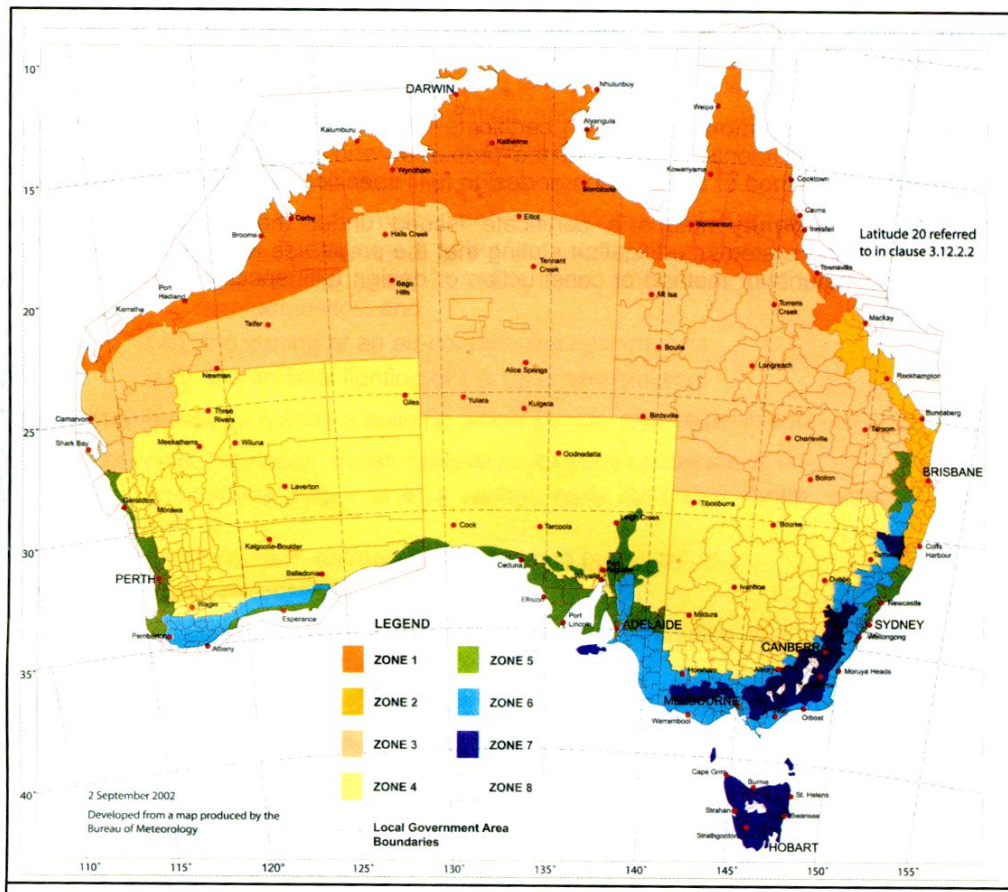 10°
15°
20°
25°
30°
35°
40°
DARWIN
Nhulunbuy
Alyangula
Weipa
Kalumburu
Katherine
Wyndham
Kowanyama
Cooktown
Borroloola
Derby
Elliot
Cairns
Innisfail
Broome
Halls Creek
Normanton
Latitude 20 referred
to in clause 3.12.2.2
Tennant
Creek
Townsville
Port
Hedland
Bago
Hills
Mt Isa
Torrens
Creek
Karratha
Telfer
Mackay
Boulia
Newman
Alice Springs
Longreach
Rockhampton
Giles
Yulara
Kulgera
Carnarvon
Three
Rivers
Birdsville
Bundaberg
Taroom
Shark Bay
Meekatharra
Wiluna
Charleville
Oodnadatta
BRISBANE
Laverton
Bolton
Geraldton
Morawa
Tibooburra
Cook
Tarcoola
Leigh Creek
Bourke
Kalgoorlie-Boulder
Coffs
Harbour
PERTH
Balladonia
Ceduna
Port
Whyalla
Ivanhoe
Dubbo
Wagin
Elliston
Newcastle
Esperance
Port
Lincoln
Mildura
SYDNEY
ADELAIDE
Wollongong
Pemberton
Albany
CANBERRA
Horsham
Albury
Moruya Heads
MELBOURNE
Warrambool
Orbost
LEGEND
ZONE 1
ZONE 5
ZONE 2
ZONE 6
ZONE 3
ZONE 7
ZONE 4
ZONE 8
Local Government Area
Boundaries
Cape Grim
Burnie
St. Helens
Strahan
Swansea
Strathgordon
HOBART
2 September 2002
Developed from a map produced by the
Bureau of Meteorology
110°
115°
120°
125°
130°
135°
140°
145°
150°
155°